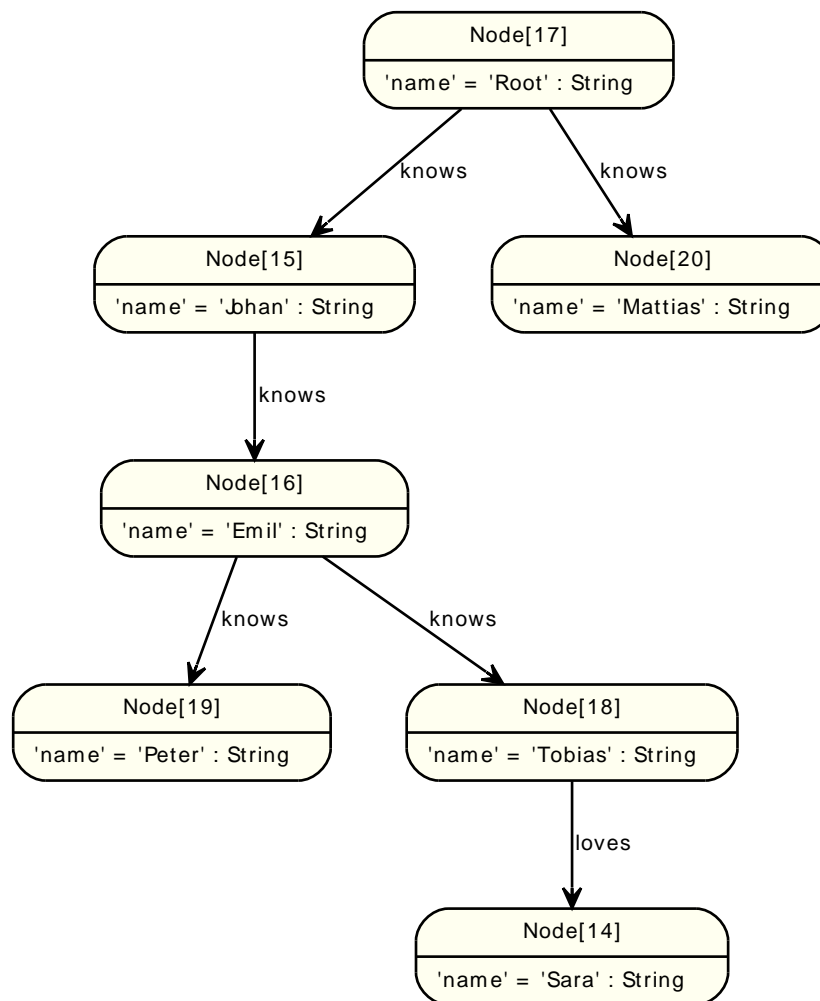 Node[17]
'name' = 'Root' : String
knows
knows
Node[15]
'name' = 'Johan' : String
Node[20]
'name' = 'Mattias' : String
knows
Node[16]
'name' = 'Emil' : String
knows
knows
Node[19]
'name' = 'Peter' : String
Node[18]
'name' = 'Tobias' : String
loves
Node[14]
'name' = 'Sara' : String